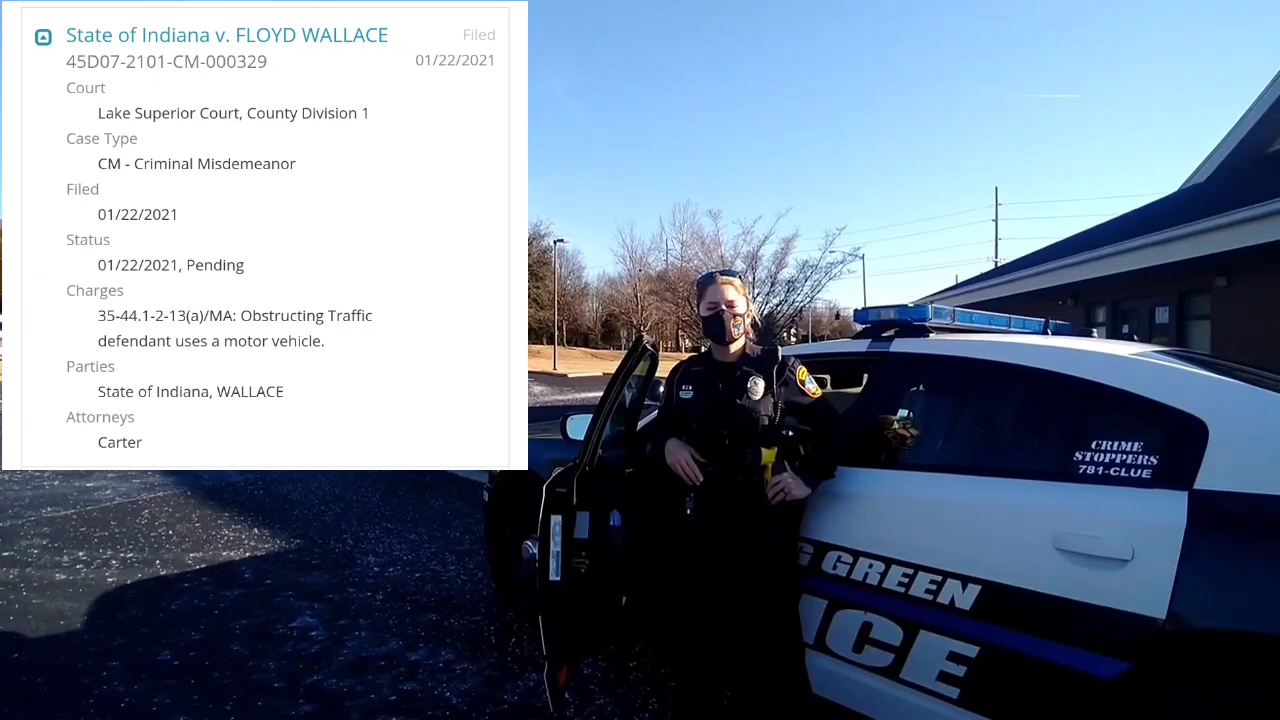 State of Indiana v. FLOYD WALLACE
Filed
45D07-2101-CM-000329
01/22/2021
Court
Lake Superior Court, County Division 1
Case Type
CM - Criminal Misdemeanor
Filed
01/22/2021
Status
01/22/2021, Pending
Charges
35-44.1-2-13(a)/MA: Obstructing Traffic
defendant uses a motor vehicle.
Parties
State of Indiana, WALLACE
Attorneys
Carter
CRIME
STOPPERS
781-CLUE
G GREEN
ICE